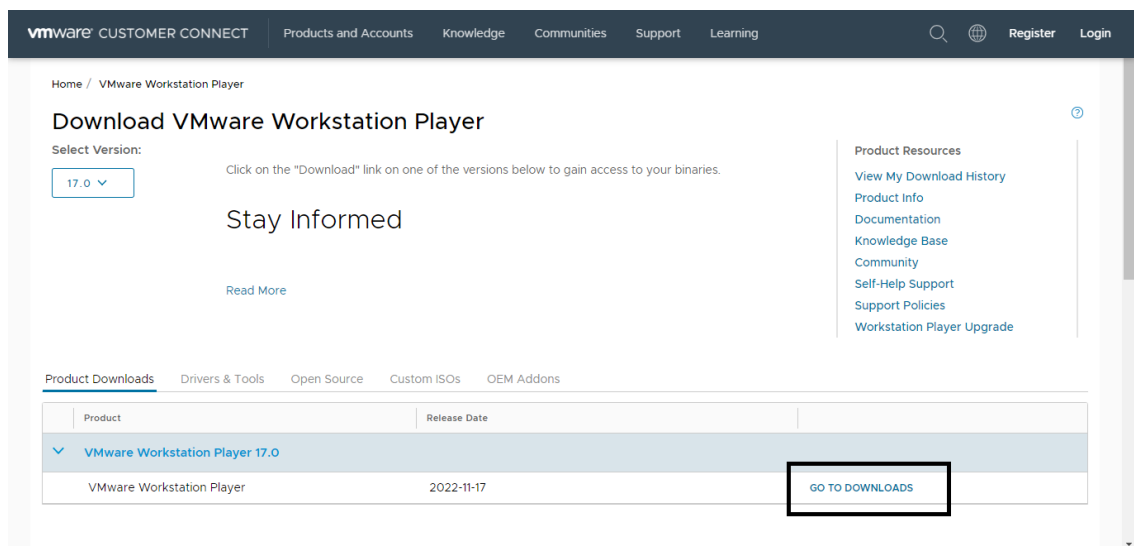 vmware® CUSTOMER CONNECT Products and Accounts Knowledge Communities Support Learning Register Login
Home / VMware Workstation Player
Download VMware Workstation Player
Select Version:
17.0
Click on the "Download" link on one of the versions below to gain access to your binaries.
Stay Informed
Read More
Product Resources
View My Download History
Product Info
Documentation
Knowledge Base
Community
Self-Help Support
Support Policies
Workstation Player Upgrade
Product Downloads Drivers & Tools Open Source Custom ISOs OEM Addons
Product Release Date
VMware Workstation Player 17.0
VMware Workstation Player 2022-11-17 GO TO DOWNLOADS